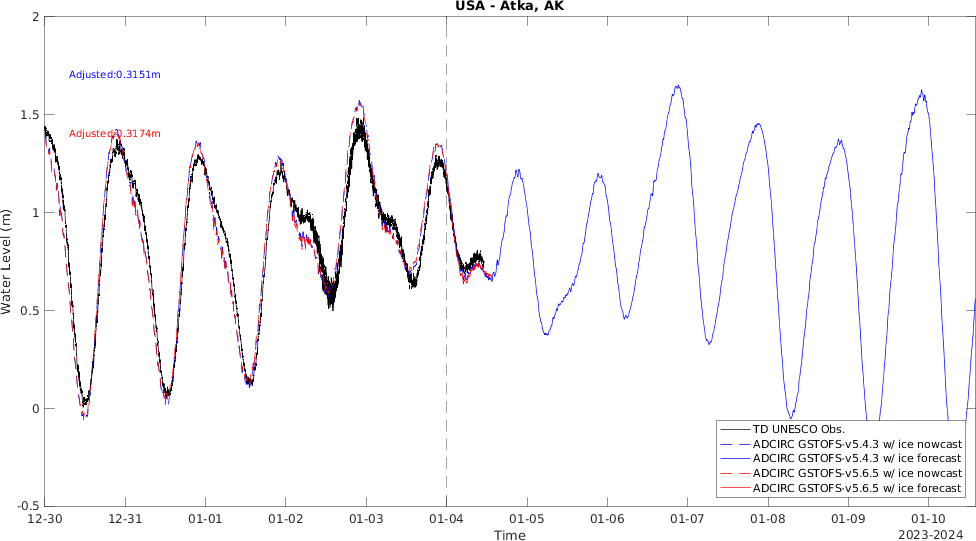 USA - Atka, AK
2
Adjusted:0.3151m
1.5
Adjusted:0.3174m
1
Water Level (m)
0.5
0
-0.5
TD UNESCO Obs.
ADCIRC GSTOFS-v5.4.3 w/ ice nowcast
ADCIRC GSTOFS-v5.4.3 w/ ice forecast
ADCIRC GSTOFS-v5.6.5 w/ ice nowcast
ADCIRC GSTOFS-v5.6.5 w/ ice forecast
12-30 12-31 01-01 01-02 01-03 01-04 01-05 01-06 01-07 01-08 01-09 01-10
Time
2023-2024